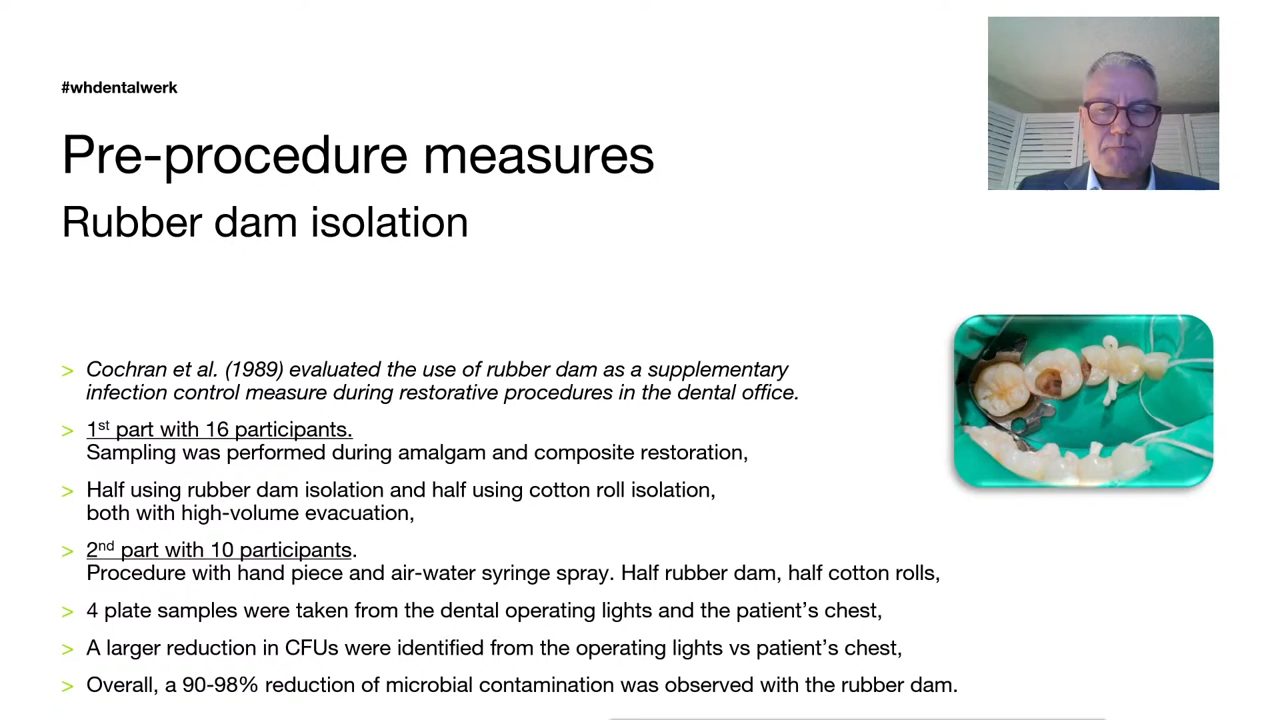 #whdentalwerk
Pre-procedure measures
Rubber dam isolation
> Cochran et al. (1989) evaluated the use of rubber dam as a supplementary
infection control measure during restorative procedures in the dental office.
> 1st part with 16 participants.
Sampling was performed during amalgam and composite restoration,
> Half using rubber dam isolation and half using cotton roll isolation,
both with high-volume evacuation,
> 2nd part with 10 participants.
Procedure with hand piece and air-water syringe spray. Half rubber dam, half cotton rolls,
> 4 plate samples were taken from the dental operating lights and the patient’s chest,
> A larger reduction in CFUs were identified from the operating lights vs patient’s chest,
> Overall, a 90-98% reduction of microbial contamination was observed with the rubber dam.